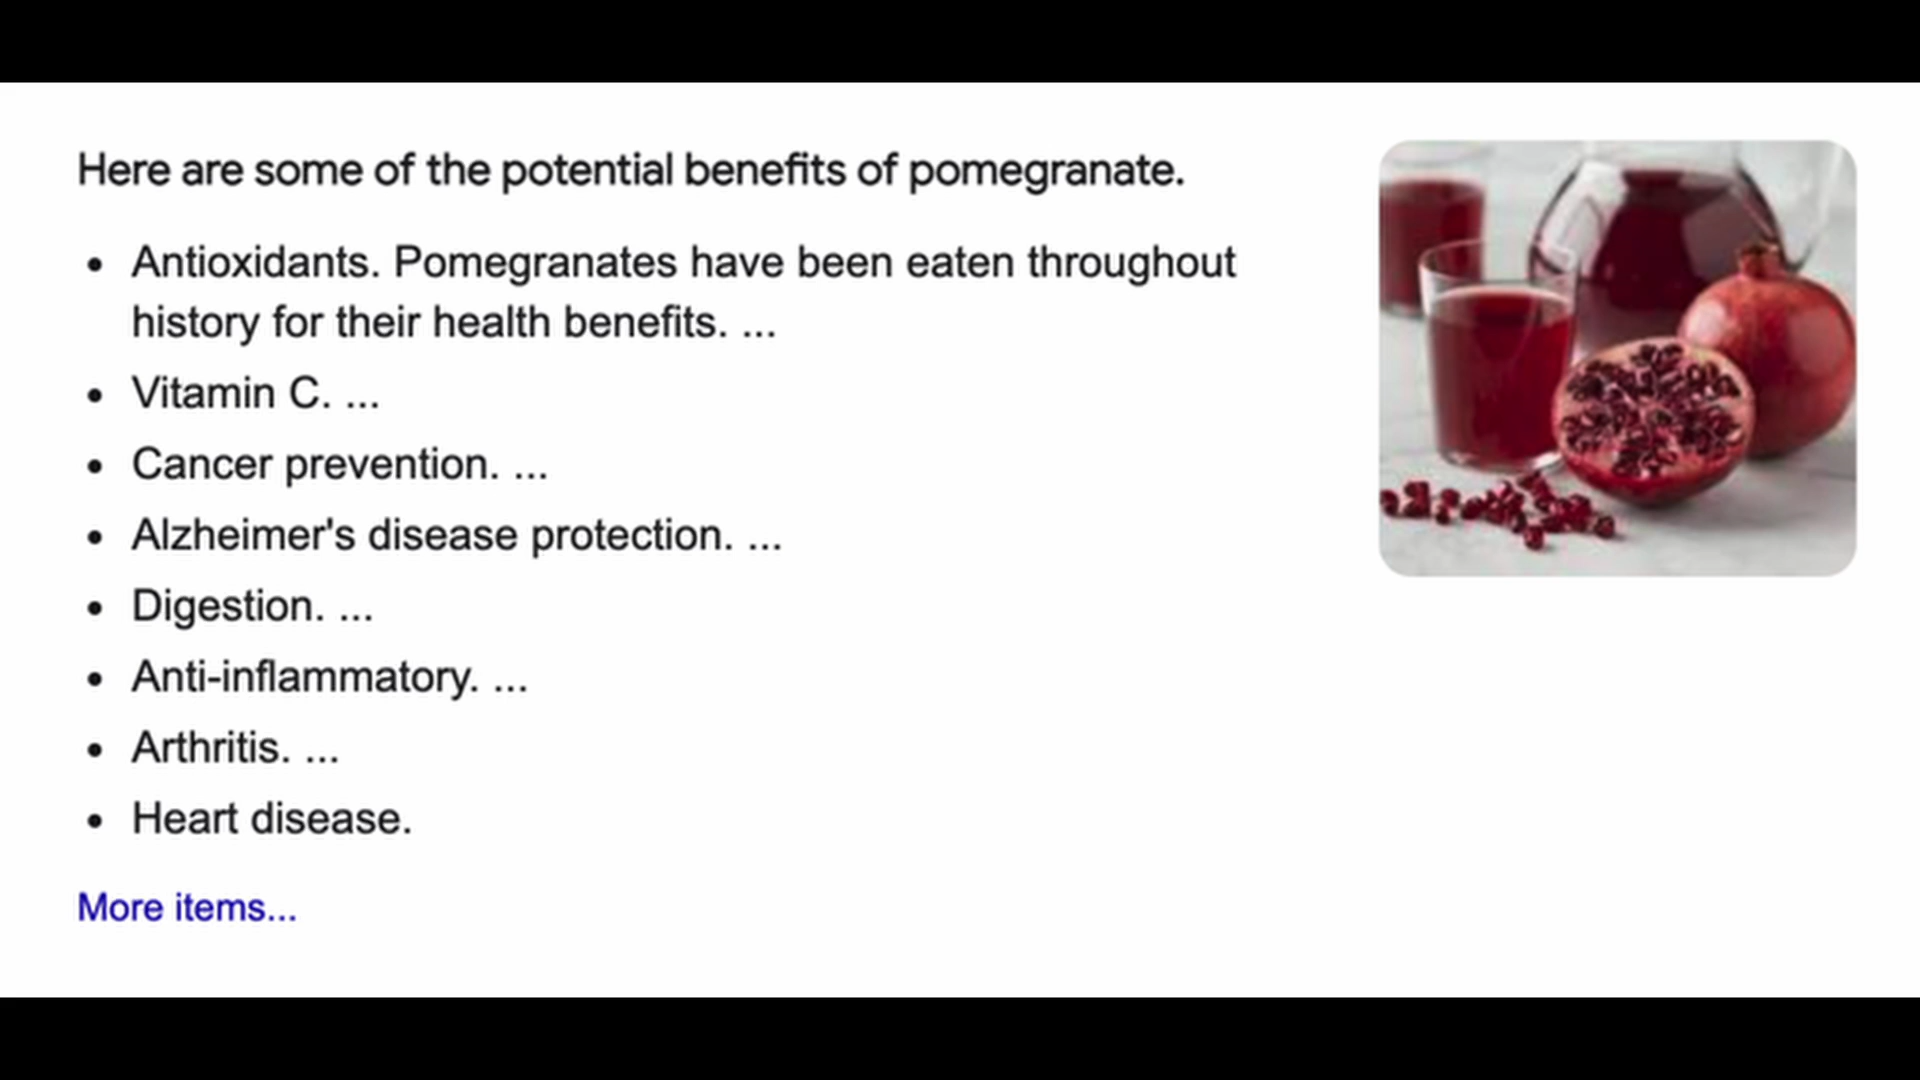 Here are some of the potential benefits of pomegranate.
• Antioxidants. Pomegranates have been eaten throughout
history for their health benefits. ...
• Vitamin C. ...
• Cancer prevention. ...
• Alzheimer's disease protection. ...
• Digestion. ...
• Anti-inflammatory. ...
• Arthritis. ...
• Heart disease.
More items...